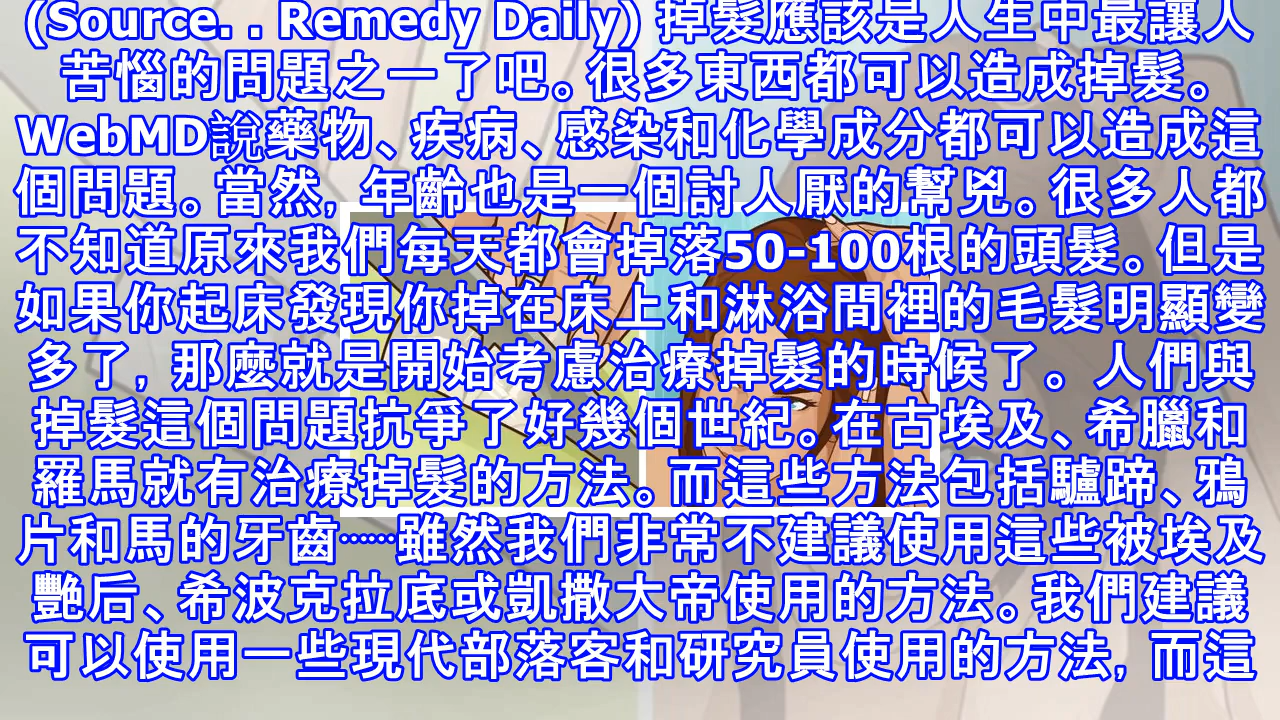 (Source. . Remedy Daily) 掉髮應該是人生中最讓人
苦惱的問題之一了吧。很多東西都可以造成掉髮。
WebMD說藥物、疾病、感染和化學成分都可以造成這
個問題。當然, 年齡也是一個討人厭的幫兇。很多人都
不知道原來我們每天都會掉落50-100根的頭髮。但是
如果你起床發現你掉在床上和淋浴間裡的毛髮明顯變
多了, 那麼就是開始考慮治療掉髮的時候了。人們與
掉髮這個問題抗爭了好幾個世紀。在古埃及、希臘和
羅馬就有治療掉髮的方法。而這些方法包括驢蹄、鴉
片和馬的牙齒……雖然我們非常不建議使用這些被埃及
豔后、希波克拉底或凱撒大帝使用的方法。我們建議
可以使用一些現代部落客和研究員使用的方法, 而這